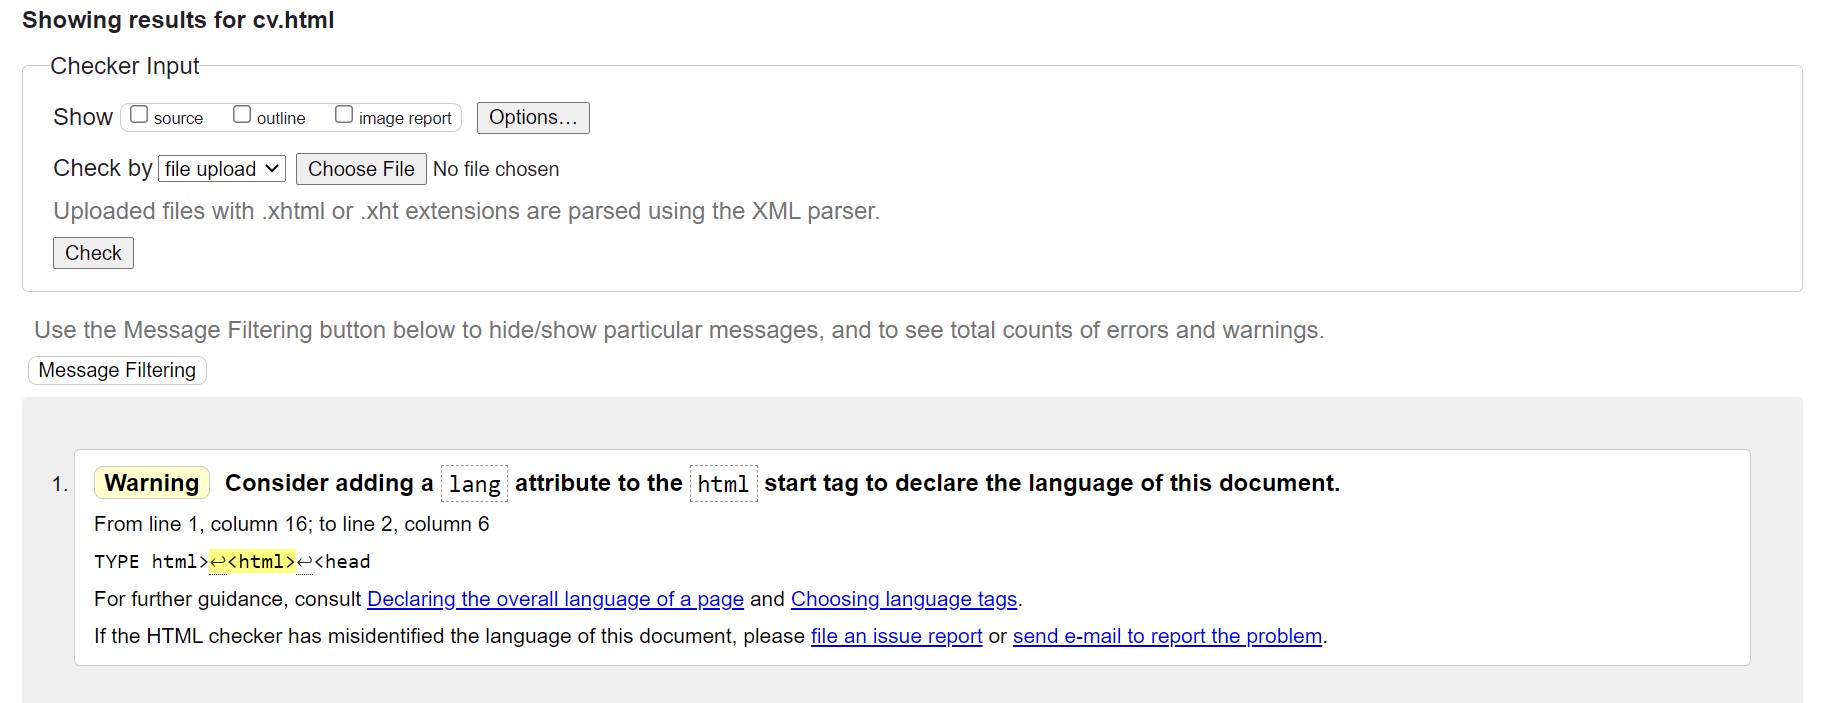 Showing results for cv.html
Checker Input
Show source outline image report Options...
Check by file upload Choose File No file chosen
Uploaded files with .xhtml or .xht extensions are parsed using the XML parser.
Check
Use the Message Filtering button below to hide/show particular messages, and to see total counts of errors and warnings.
Message Filtering
1. Warning Consider adding a lang attribute to the html start tag to declare the language of this document.
From line 1, column 16; to line 2, column 6
TYPE html>↩<html>↩<head
For further guidance, consult Declaring the overall language of a page and Choosing language tags.
If the HTML checker has misidentified the language of this document, please file an issue report or send e-mail to report the problem.